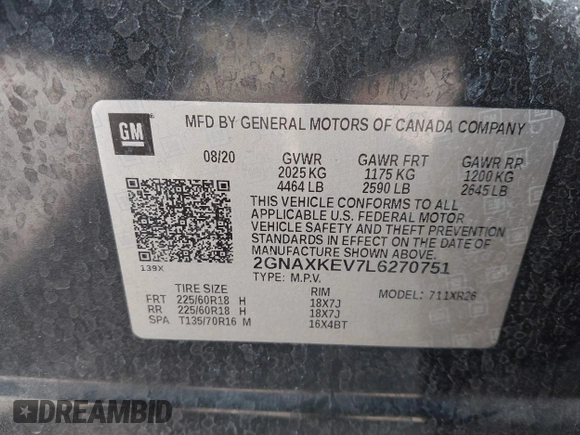 GM
MFD BY GENERAL MOTORS OF CANADA COMPANY
08/20 GVWR GAWR FRT GAWR RR
2025 KG 1175 KG 1200 KG
4464 LB 2590 LB 2645 LB
THIS VEHICLE CONFORMS TO ALL
APPLICABLE U.S. FEDERAL MOTOR
VEHICLE SAFETY AND THEFT
PREVENTION STANDARDS IN
EFFECT ON THE DATE OF
MANUFACTURE SHOWN ABOVE.
139X
2GNAXKEV7L6270751
TYPE: M.P.V. MODEL: 711XR26
TIRE SIZE RIM
FRT 225/60R18 H 18X7J
RR 225/60R18 H 18X7J
SPA T135/70R16 M 16X4BT
DREAMBID